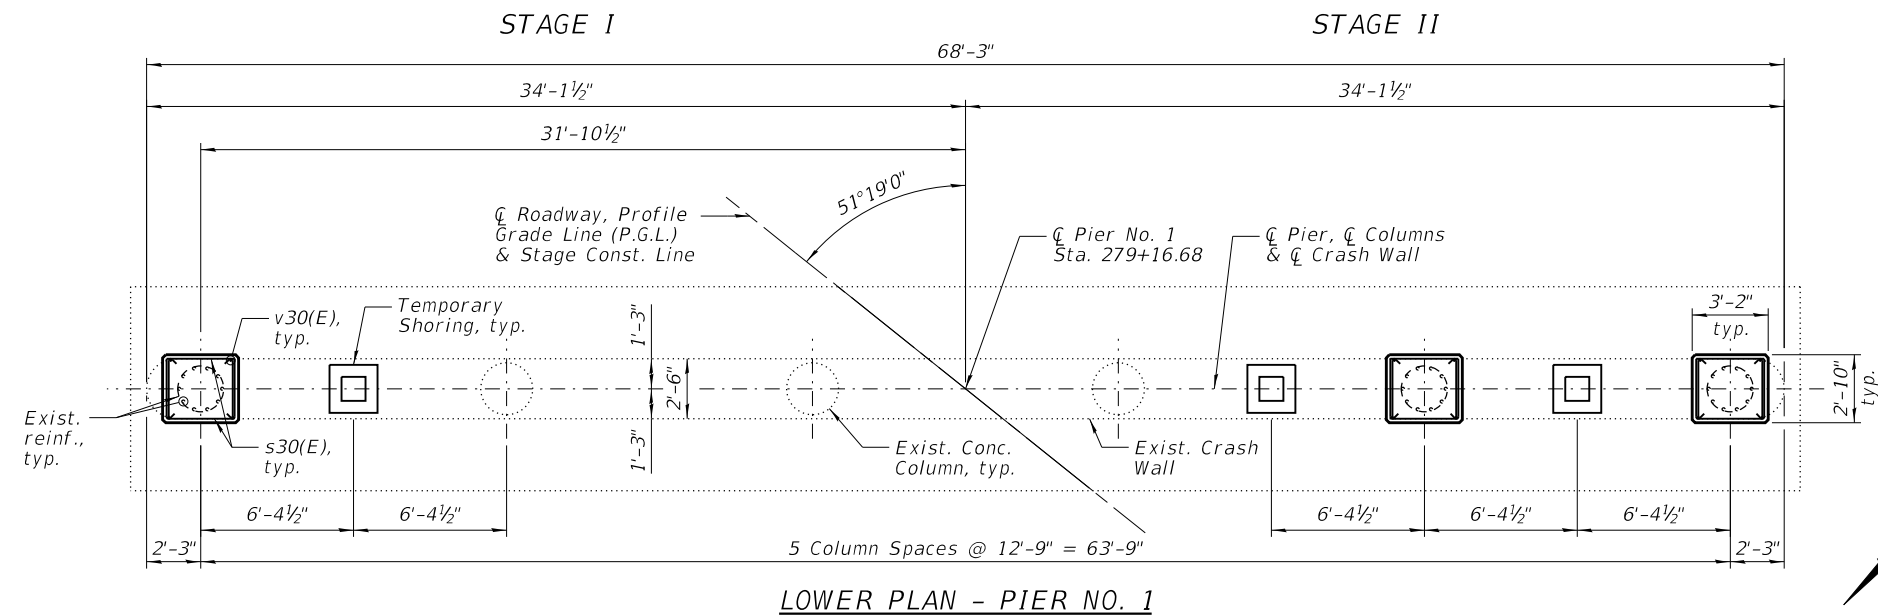 STAGE I
STAGE II
68'-3"
34'-1½"
34'-1½"
31'-10½"
51°19'0"
℄ Roadway, Profile
Grade Line (P.G.L.)
& Stage Const. Line
℄ Pier No. 1
Sta. 279+16.68
℄ Pier, ℄ Columns
& ℄ Crash Wall
Temporary
Shoring, typ.
v30(E),
typ.
1'-3"
2'-6"
1'-3"
3'-2"
typ.
2'-10"
typ.
Exist.
reinf.,
typ.
s30(E),
typ.
Exist. Conc.
Column, typ.
Exist. Crash
Wall
6'-4½"
6'-4½"
6'-4½"
6'-4½"
6'-4½"
2'-3"
5 Column Spaces @ 12'-9" = 63'-9"
2'-3"
LOWER PLAN - PIER NO. 1